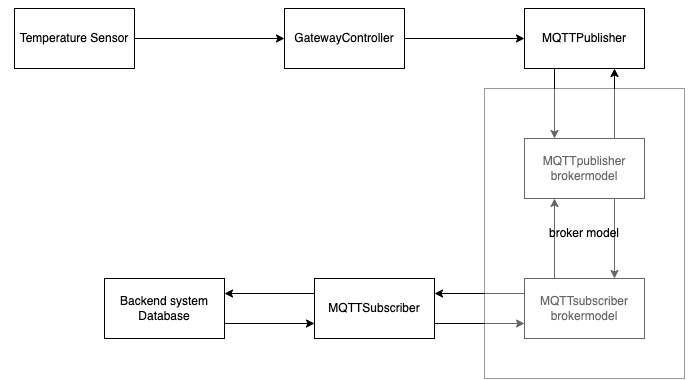 Temperature Sensor
GatewayController
MQTTPublisher
MQTTpublisher
brokermodel
broker model
Backend system
Database
MQTTSubscriber
MQTTsubscriber
brokermodel